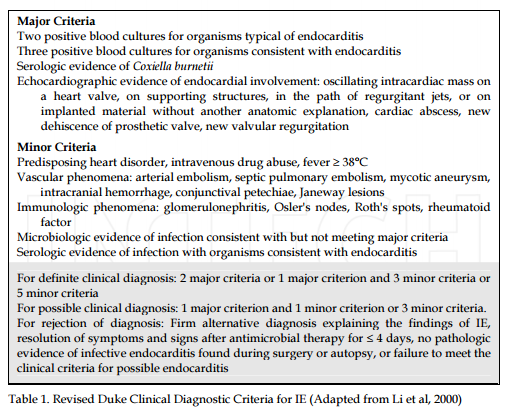 Major Criteria
Two positive blood cultures for organisms typical of endocarditis
Three positive blood cultures for organisms consistent with endocarditis
Serologic evidence of Coxiella burnetii
Echocardiographic evidence of endocardial involvement: oscillating intracardiac mass on
a heart valve, on supporting structures, in the path of regurgitant jets, or on
implanted material without another anatomic explanation, cardiac abscess, new
dehiscence of prosthetic valve, new valvular regurgitation
Minor Criteria
Predisposing heart disorder, intravenous drug abuse, fever ≥ 38°C
Vascular phenomena: arterial embolism, septic pulmonary embolism, mycotic aneurysm,
intracranial hemorrhage, conjunctival petechiae, Janeway lesions
Immunologic phenomena: glomerulonephritis, Osler's nodes, Roth's spots, rheumatoid
factor
Microbiologic evidence of infection consistent with but not meeting major criteria
Serologic evidence of infection with organisms consistent with endocarditis
For definite clinical diagnosis: 2 major criteria or 1 major criterion and 3 minor criteria or
5 minor criteria
For possible clinical diagnosis: 1 major criterion and 1 minor criterion or 3 minor criteria.
For rejection of diagnosis: Firm alternative diagnosis explaining the findings of IE,
resolution of symptoms and signs after antimicrobial therapy for ≤ 4 days, no pathologic
evidence of infective endocarditis found during surgery or autopsy, or failure to meet the
clinical criteria for possible endocarditis
Table 1. Revised Duke Clinical Diagnostic Criteria for IE (Adapted from Li et al, 2000)